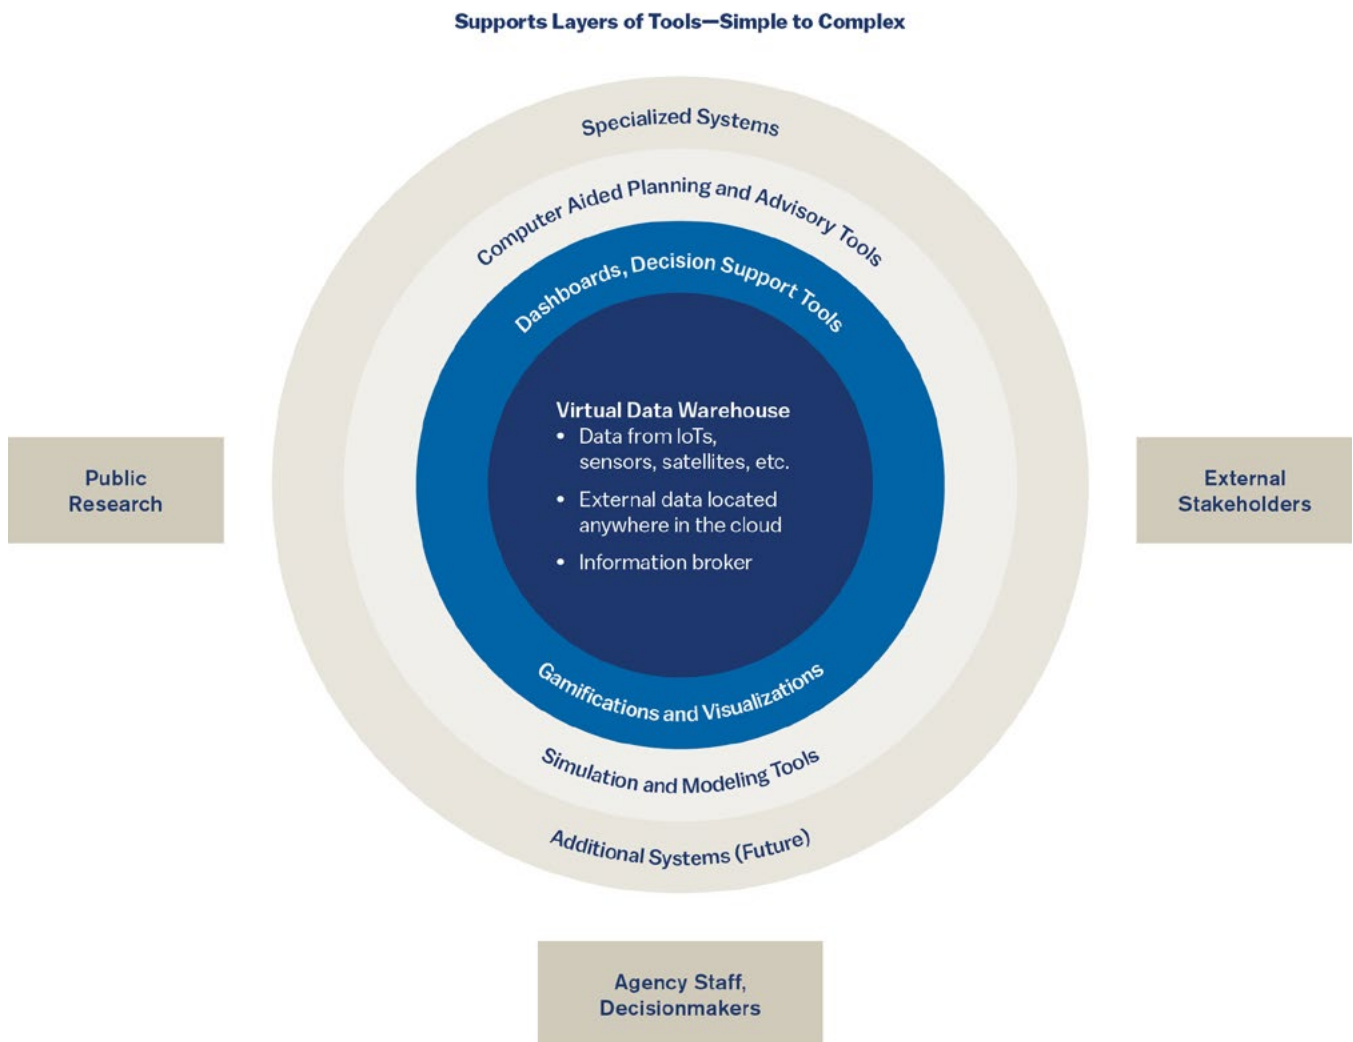 Supports Layers of Tools—Simple to Complex
Specialized Systems
Computer Aided Planning and Advisory Tools
Dashboards, Decision Support Tools
Virtual Data Warehouse
• Data from IoTs,
sensors, satellites, etc.
• External data located
anywhere in the cloud
• Information broker
Public
Research
External
Stakeholders
Gamifications and Visualizations
Simulation and Modeling Tools
Additional Systems (Future)
Agency Staff,
Decisionmakers